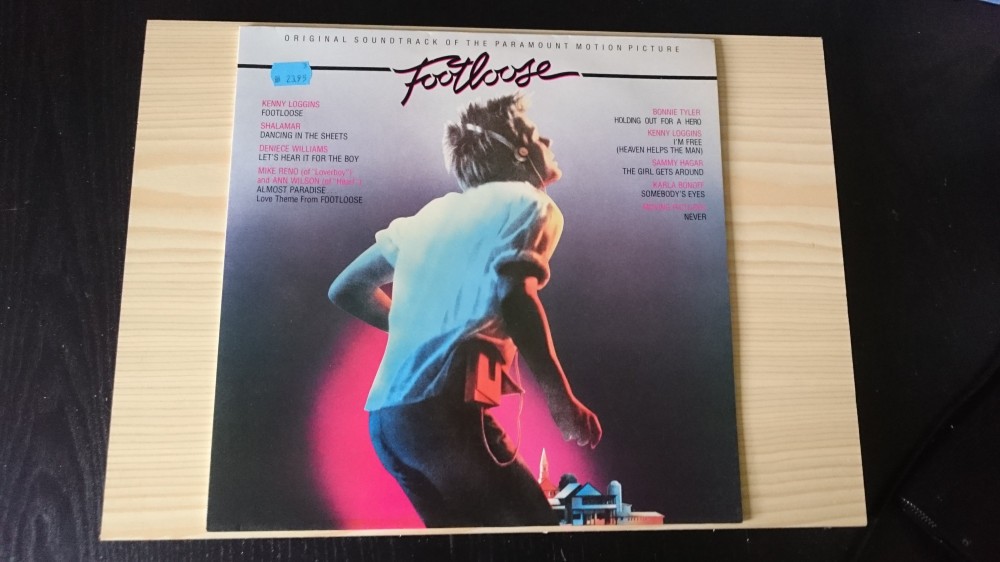 ORIGINAL SOUNDTRACK OF THE PARAMOUNT MOTION PICTURE
Footloose
2395
KENNY LOGGINS
FOOTLOOSE
SHALAMAR
DANCING IN THE SHEETS
DENIECE WILLIAMS
LET'S HEAR IT FOR THE BOY
MIKE RENO (of "Loverboy")
and ANN WILSON (of "Heart")
ALMOST PARADISE
Love Theme From FOOTLOOSE
BONNIE TYLER
HOLDING OUT FOR A HERO
KENNY LOGGINS
I'M FREE
(HEAVEN HELPS THE MAN)
SAMMY HAGAR
THE GIRL GETS AROUND
KARLA BONOFF
SOMEBODY'S EYES
NEVER